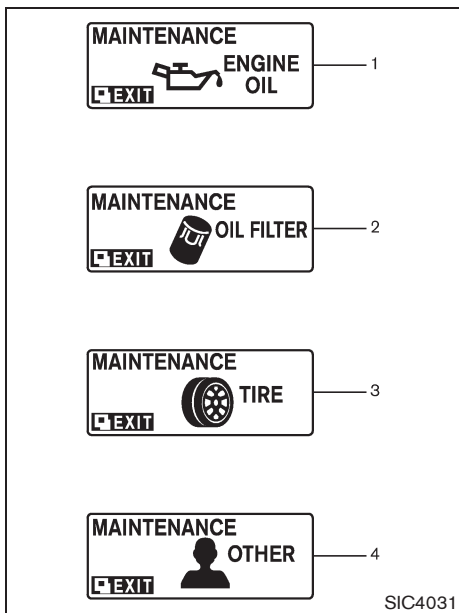 MAINTENANCE
ENGINE
OIL
EXIT
1
MAINTENANCE
OIL FILTER
EXIT
2
MAINTENANCE
TIRE
EXIT
3
MAINTENANCE
OTHER
EXIT
4
SIC4031